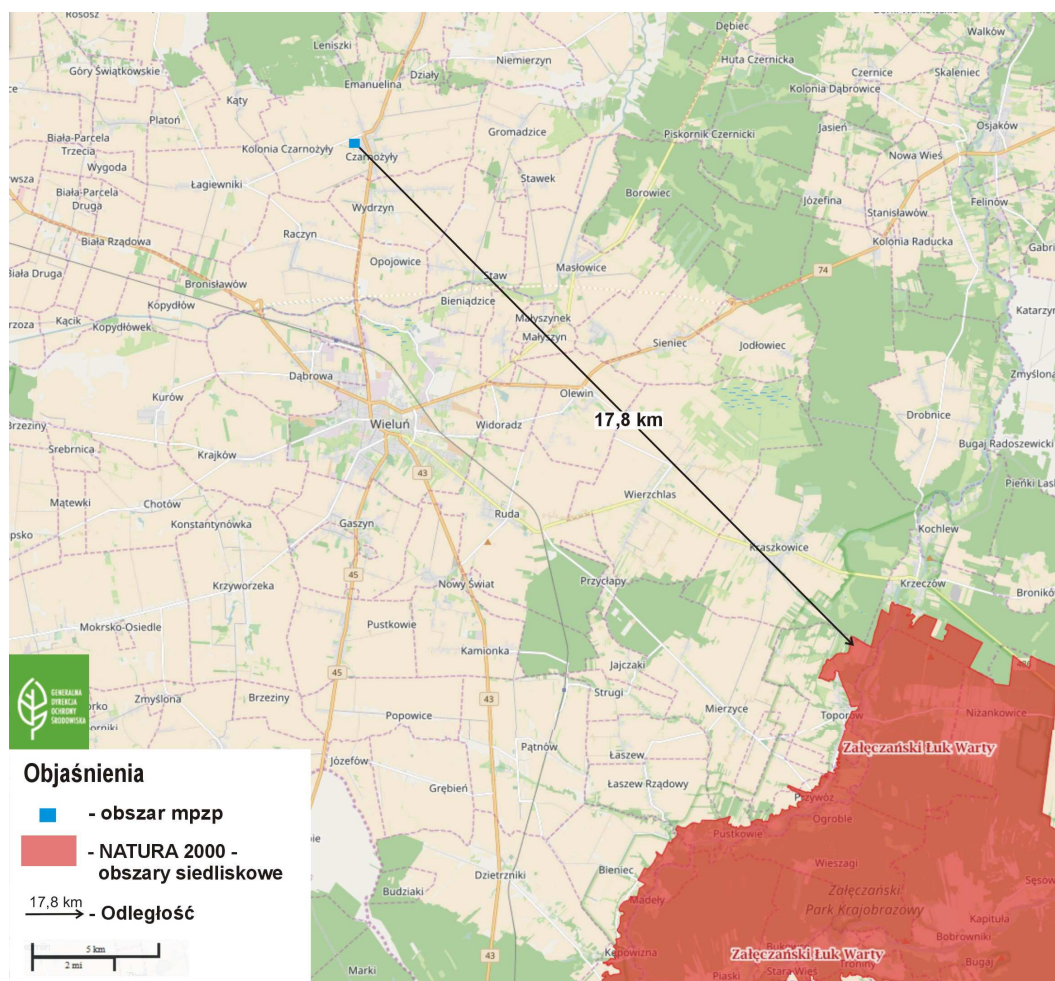 Rososz
Leniszki
Dębiec
Walków
Góry Świątkowskie
Działy
Niemierzyn
Huta Czernicka
Czernice
Skaleniec
Emanuelina
Kolonia Dąbrowice
Kąty
Platoń
Gromadzice
Piskornik Czernicki
Jasień
Osjaków
Biała-Parcela
Trzecia
Kolonia Czarnożyły
Czarnożyły
Nowa Wieś
Wygoda
Stawek
Łagiewniki
Borowiec
Biała-Parcela
Druga
Wydrzyn
Józefina
Felinów
Stanisławów
Raczyn
Biała Rządowa
Kolonia Raducka
Opojowice
Masłowice
74
Biała Druga
Staw
Bronisławów
Bieniądzice
Kopydłów
Kącik
Kopydłówek
Małyszynek
Małyszyn
Sieniec
Jodłowiec
Dąbrowa
Olewin
Kurów
17,8 km
Drobnice
Wieluń
Widoradz
Srebrnica
Krajków
Bugaj Radoszewicki
43
Wierzchlas
Mątewki
Chotów
Ruda
Konstantynówka
Gaszyn
Kochlew
Kraszkowice
45
Nowy Świat
Przycłapy
Krzeczów
Krzyworzeka
Mokrsko-Osiedle
Pustkowie
Kamionka
Jajczaki
GENERALNA
DYREKCJA
OCHRONY
ŚRODOWISKA
45
486
Zmyślona
Brzeziny
43
Strugi
Mierzyce
Toporów
Niżankowice
Popowice
Pątnów
Załęczański Łuk Warty
Józefów
Łaszew
Grębień
Łaszew Rządowy
Przywóz
Ogroble
Pustkowie
Dzietrzniki
Bieniec
Wieszagi
Budziaki
Madeły
Załęczański
Park Krajobrazowy
Kapituła
Bobrowniki
Kępowizna
43
Załęczański Łuk Warty
Troniny
Bugaj
Marki
Piaski
Stara Wieś
Objaśnienia
- obszar mpzp
- NATURA 2000 -
obszary siedliskowe
17,8 km
- Odległość
5 km
2 mi